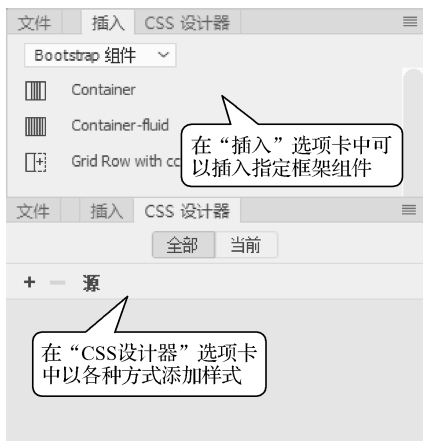 文件 插入 CSS 设计器
Bootstrap 组件
Container
Container-fluid
Grid Row with
在“插入”选项卡中可
以插入指定框架组件
文件 插入 CSS 设计器
全部 当前
+ 源
在“CSS设计器”选项卡
中以各种方式添加样式